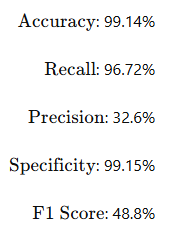 Accuracy: 99.14%
Recall: 96.72%
Precision: 32.6%
Specificity: 99.15%
F1 Score: 48.8%